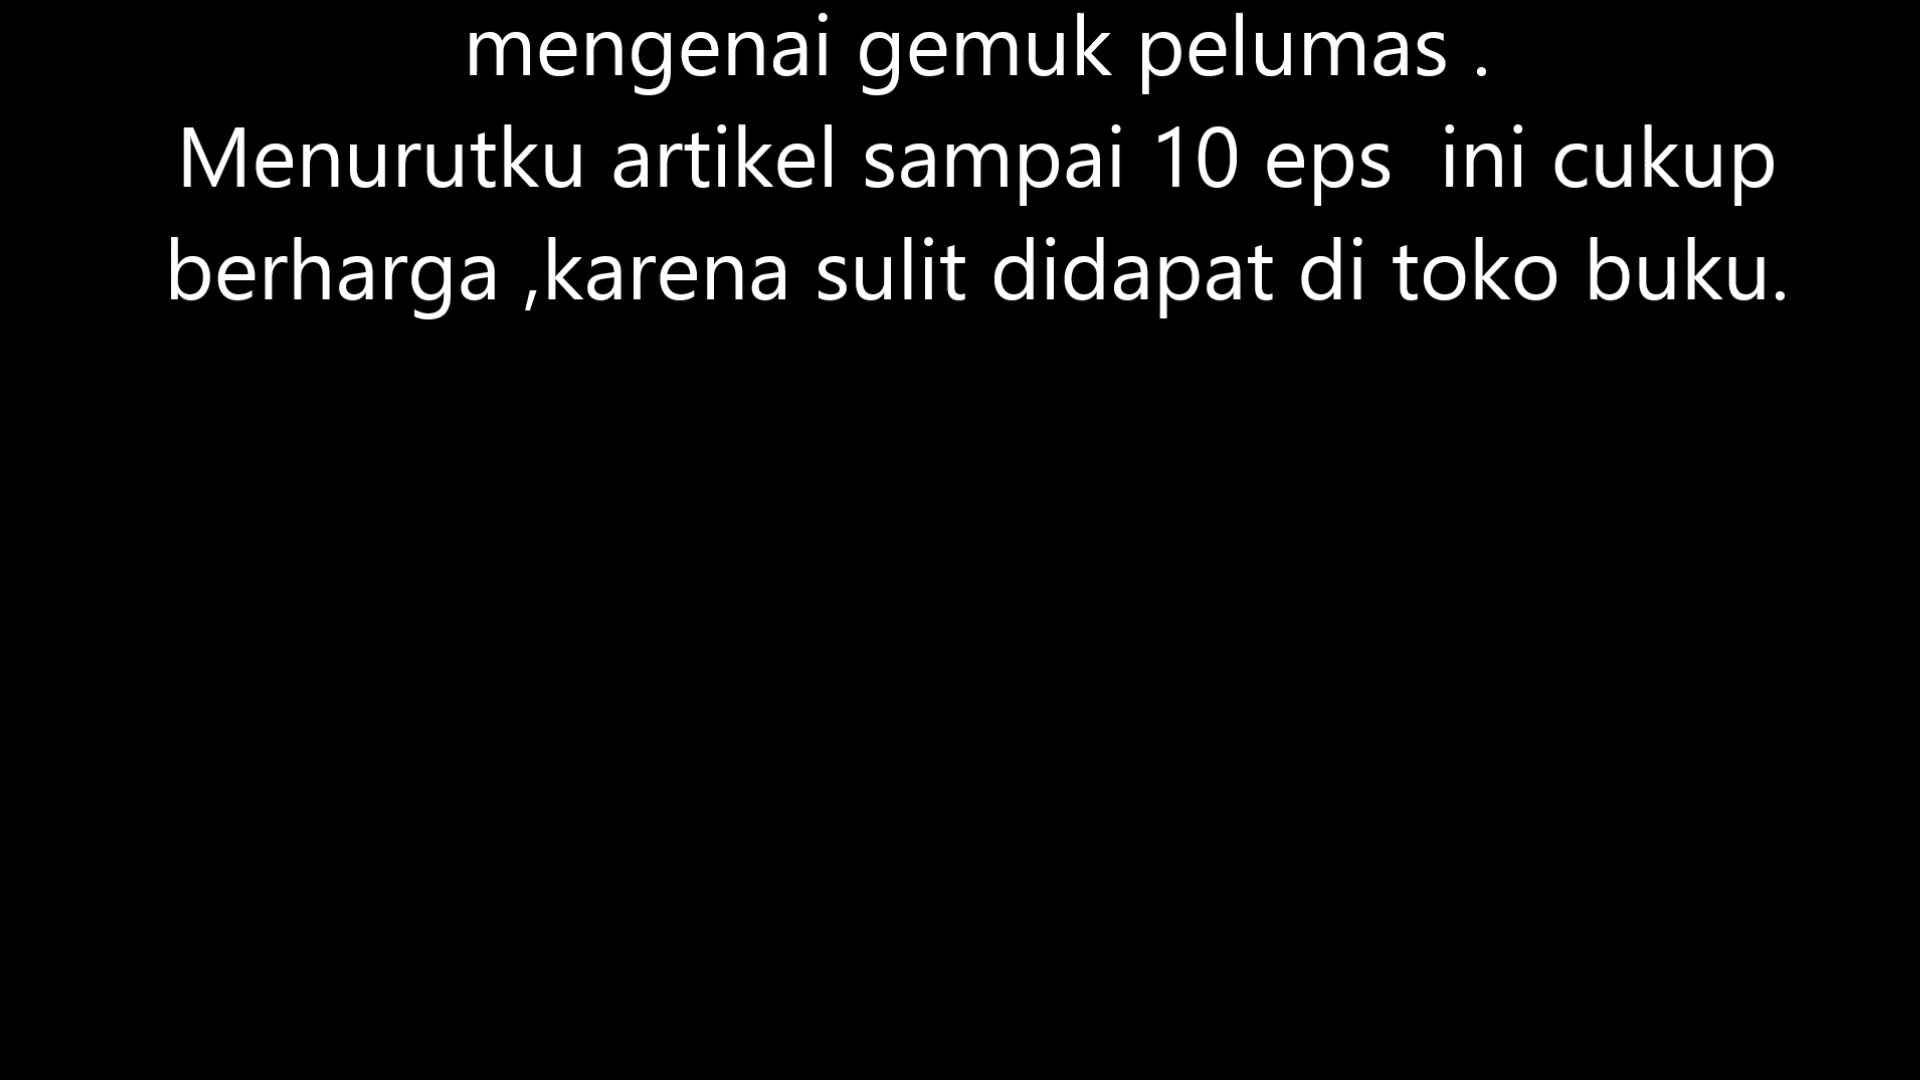 mengenai gemuk pelumas .
Menurutku artikel sampai 10 eps  ini cukup
berharga ,karena sulit didapat di toko buku.